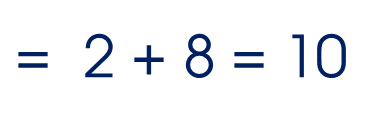 = 2 + 8 = 10